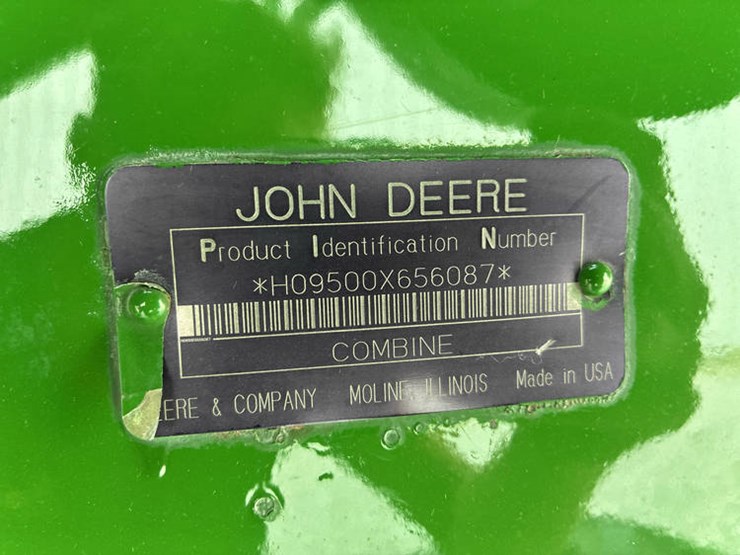 JOHN DEERE
Product Identification Number
*H09500X656087*
COMBINE
ERE & COMPANY MOLINE ILLINOIS Made in USA